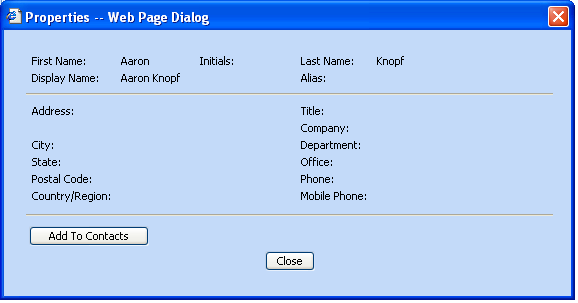 Properties -- Web Page Dialog
First Name: Aaron Initials: Last Name: Knopf
Display Name: Aaron Knopf Alias:
Address: Title:
Company:
City: Department:
State: Office:
Postal Code: Phone:
Country/Region: Mobile Phone:
Add To Contacts
Close